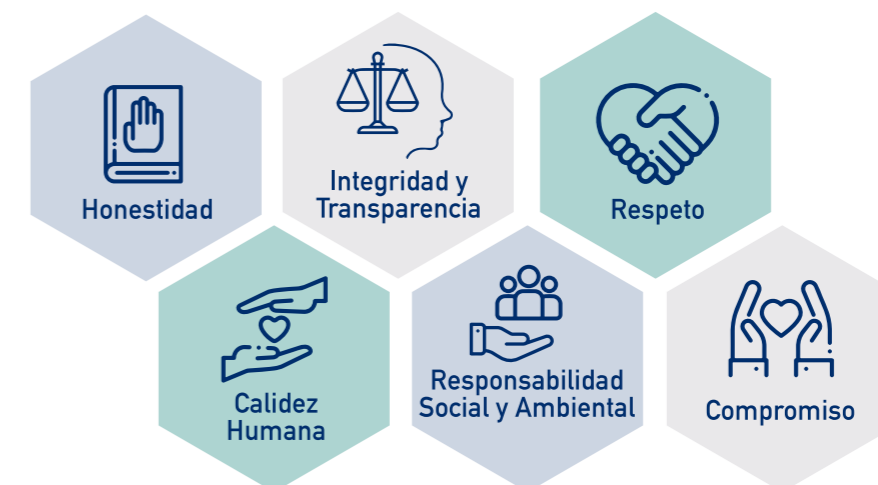 Honestidad
Integridad y
Transparencia
Respeto
Calidez
Humana
Responsabilidad
Social y Ambiental
Compromiso